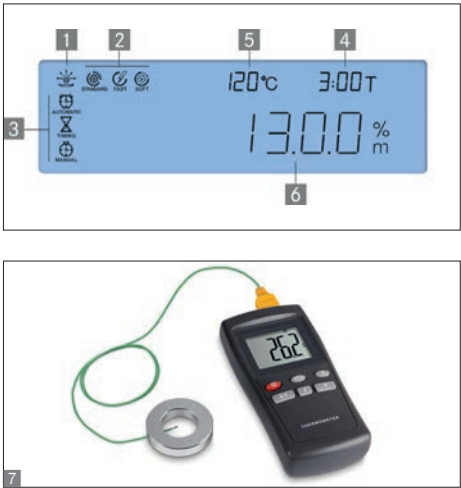 1 2 5 4
STANDARD FAST SOFT
120°C 3:00 T
AUTOMATIC
3
TIMING
MANUAL
13.0.0 % m
6
26.2
THERMOMETER
7